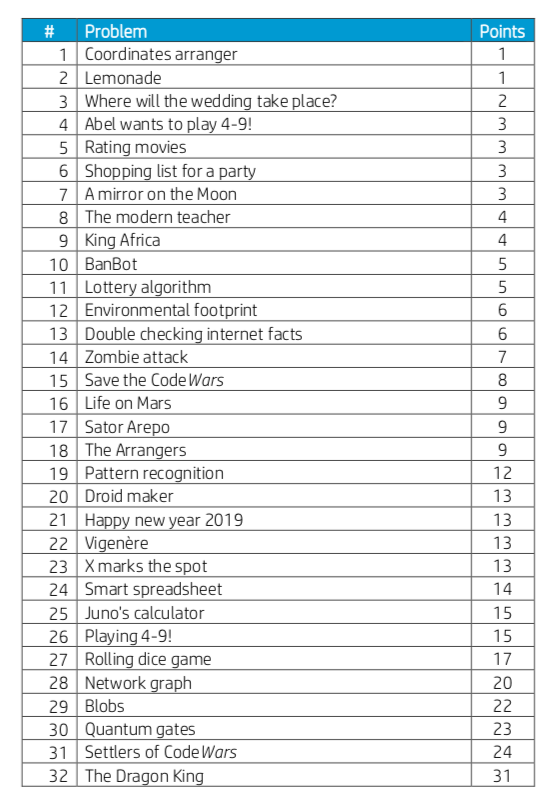 # Problem Points
1 Coordinates arranger 1
2 Lemonade 1
3 Where will the wedding take place? 2
4 Abel wants to play 4-9! 3
5 Rating movies 3
6 Shopping list for a party 3
7 A mirror on the Moon 3
8 The modern teacher 4
9 King Africa 4
10 BanBot 5
11 Lottery algorithm 5
12 Environmental footprint 6
13 Double checking internet facts 6
14 Zombie attack 7
15 Save the CodeWars 8
16 Life on Mars 9
17 Sator Arepo 9
18 The Arrangers 9
19 Pattern recognition 12
20 Droid maker 13
21 Happy new year 2019 13
22 Vigenère 13
23 X marks the spot 13
24 Smart spreadsheet 14
25 Juno's calculator 15
26 Playing 4-9! 15
27 Rolling dice game 17
28 Network graph 20
29 Blobs 22
30 Quantum gates 23
31 Settlers of CodeWars 24
32 The Dragon King 31